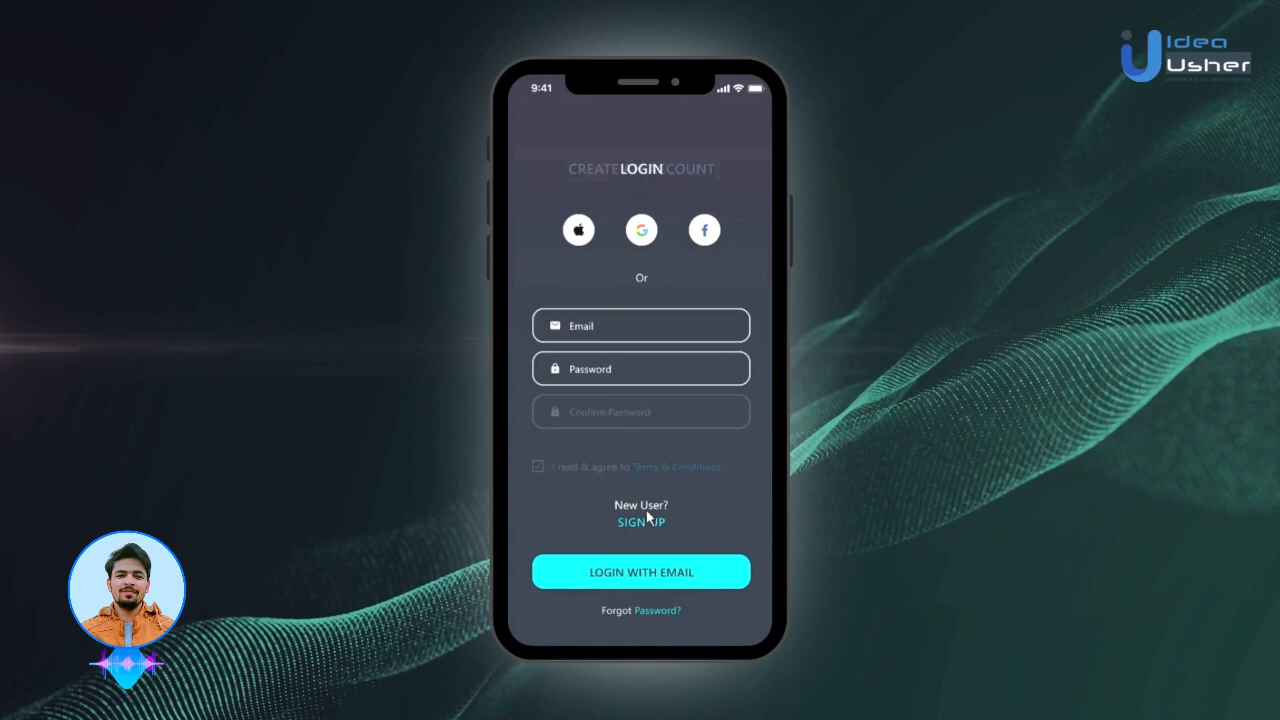 Idea
Usher
9:41
CREATE ACCOUNT
LOGIN
Or
Email
Password
Confirm Password
I read & agree to Terms & Conditions
New User?
SIGN UP
LOGIN WITH EMAIL
Forgot Password?